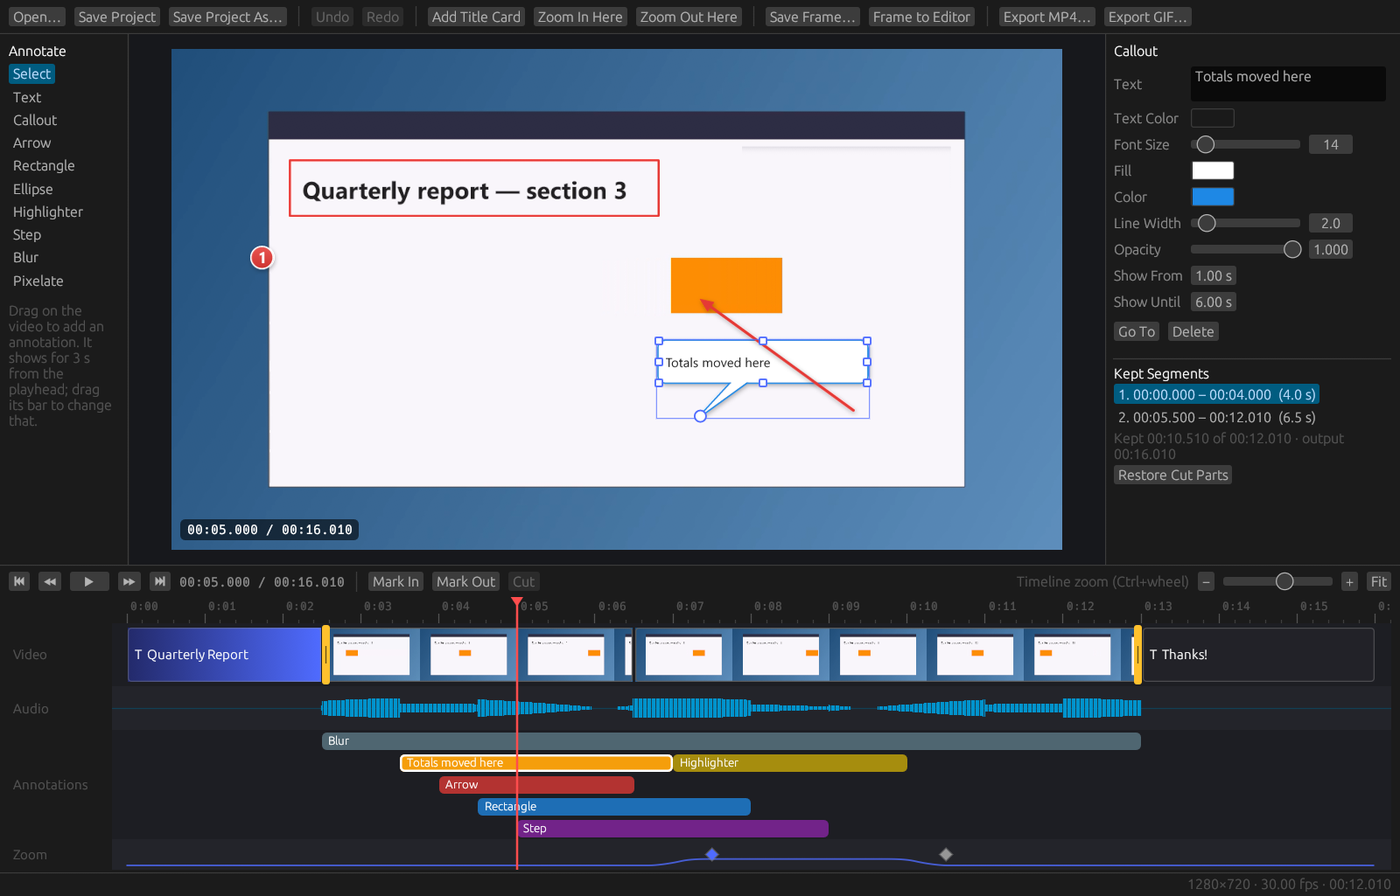 Open… Save Project Save Project As… Undo Redo Add Title Card Zoom In Here Zoom Out Here Save Frame… Frame to Editor Export MP4… Export GIF…
Annotate
Select
Text
Callout
Arrow
Rectangle
Ellipse
Highlighter
Step
Blur
Pixelate
Drag on the
video to add an
annotation. It
shows for 3 s
from the
playhead; drag
its bar to change
that.
Quarterly report — section 3
1
Totals moved here
00:05.000 / 00:16.010
Callout
Text Totals moved here
Text Color
Font Size 14
Fill
Color
Line Width 2.0
Opacity 1.000
Show From 1.00 s
Show Until 6.00 s
Go To Delete
Kept Segments
1. 00:00.000 – 00:04.000 (4.0 s)
2. 00:05.500 – 00:12.010 (6.5 s)
Kept 00:10.510 of 00:12.010 · output
00:16.010
Restore Cut Parts
00:05.000 / 00:16.010 Mark In Mark Out Cut Timeline zoom (Ctrl+wheel) − + Fit
0:00 0:01 0:02 0:03 0:04 0:05 0:06 0:07 0:08 0:09 0:10 0:11 0:12 0:13 0:14 0:15 0:
Video T Quarterly Report T Thanks!
Audio
Blur
Totals moved here Highlighter
Annotations Arrow
Rectangle
Step
Zoom
1280×720 · 30.00 fps · 00:12.010